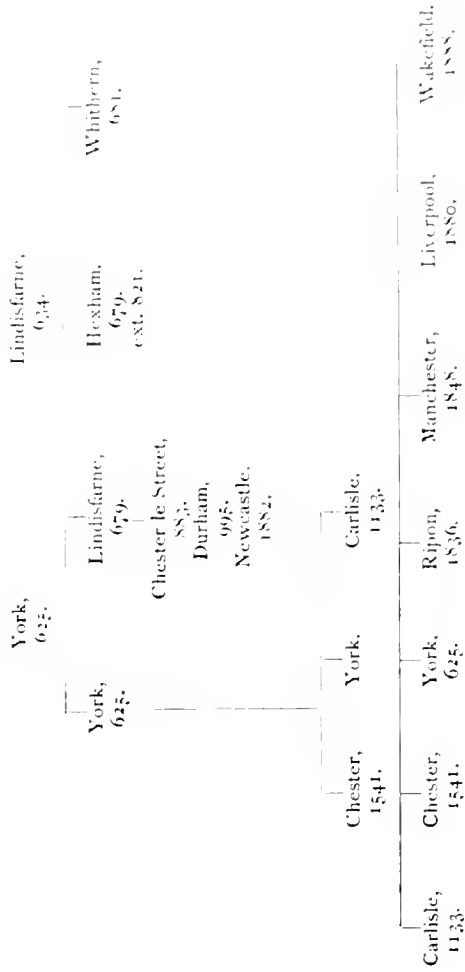 York,
625.
Lindisfarne,
634.
York,
625.
Lindisfarne,
679.
Hexham,
679.
ext. 821.
Whithern,
681.
Chester le Street,
883.
Durham,
995.
Newcastle.
1882.
Chester,
1541.
York.
Carlisle,
1133.
Carlisle,
1133.
Chester,
1541.
York,
625.
Ripon,
1836.
Manchester,
1848.
Liverpool,
1880.
Wakefield.
1888.